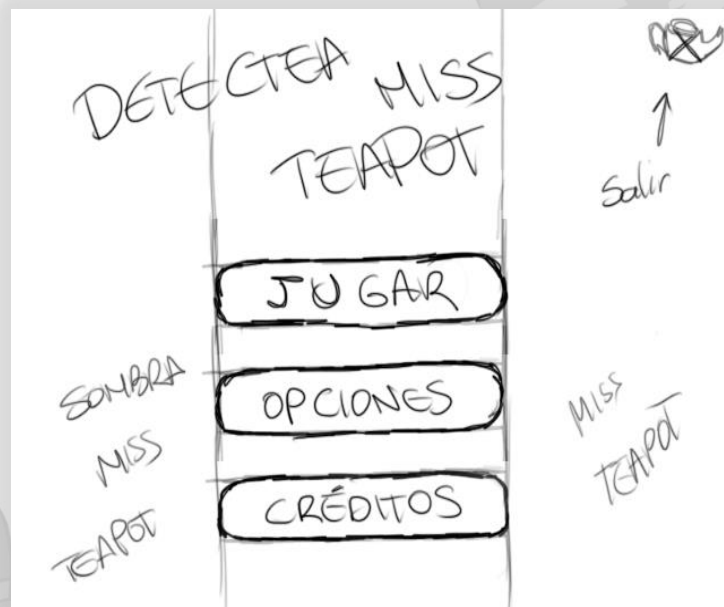 DETECTEA MISS
TEAPOT
Salir
JUGAR
OPCIONES
CRÉDITOS
SOMBRA
MISS
TEAPOT
MISS
TEAPOT